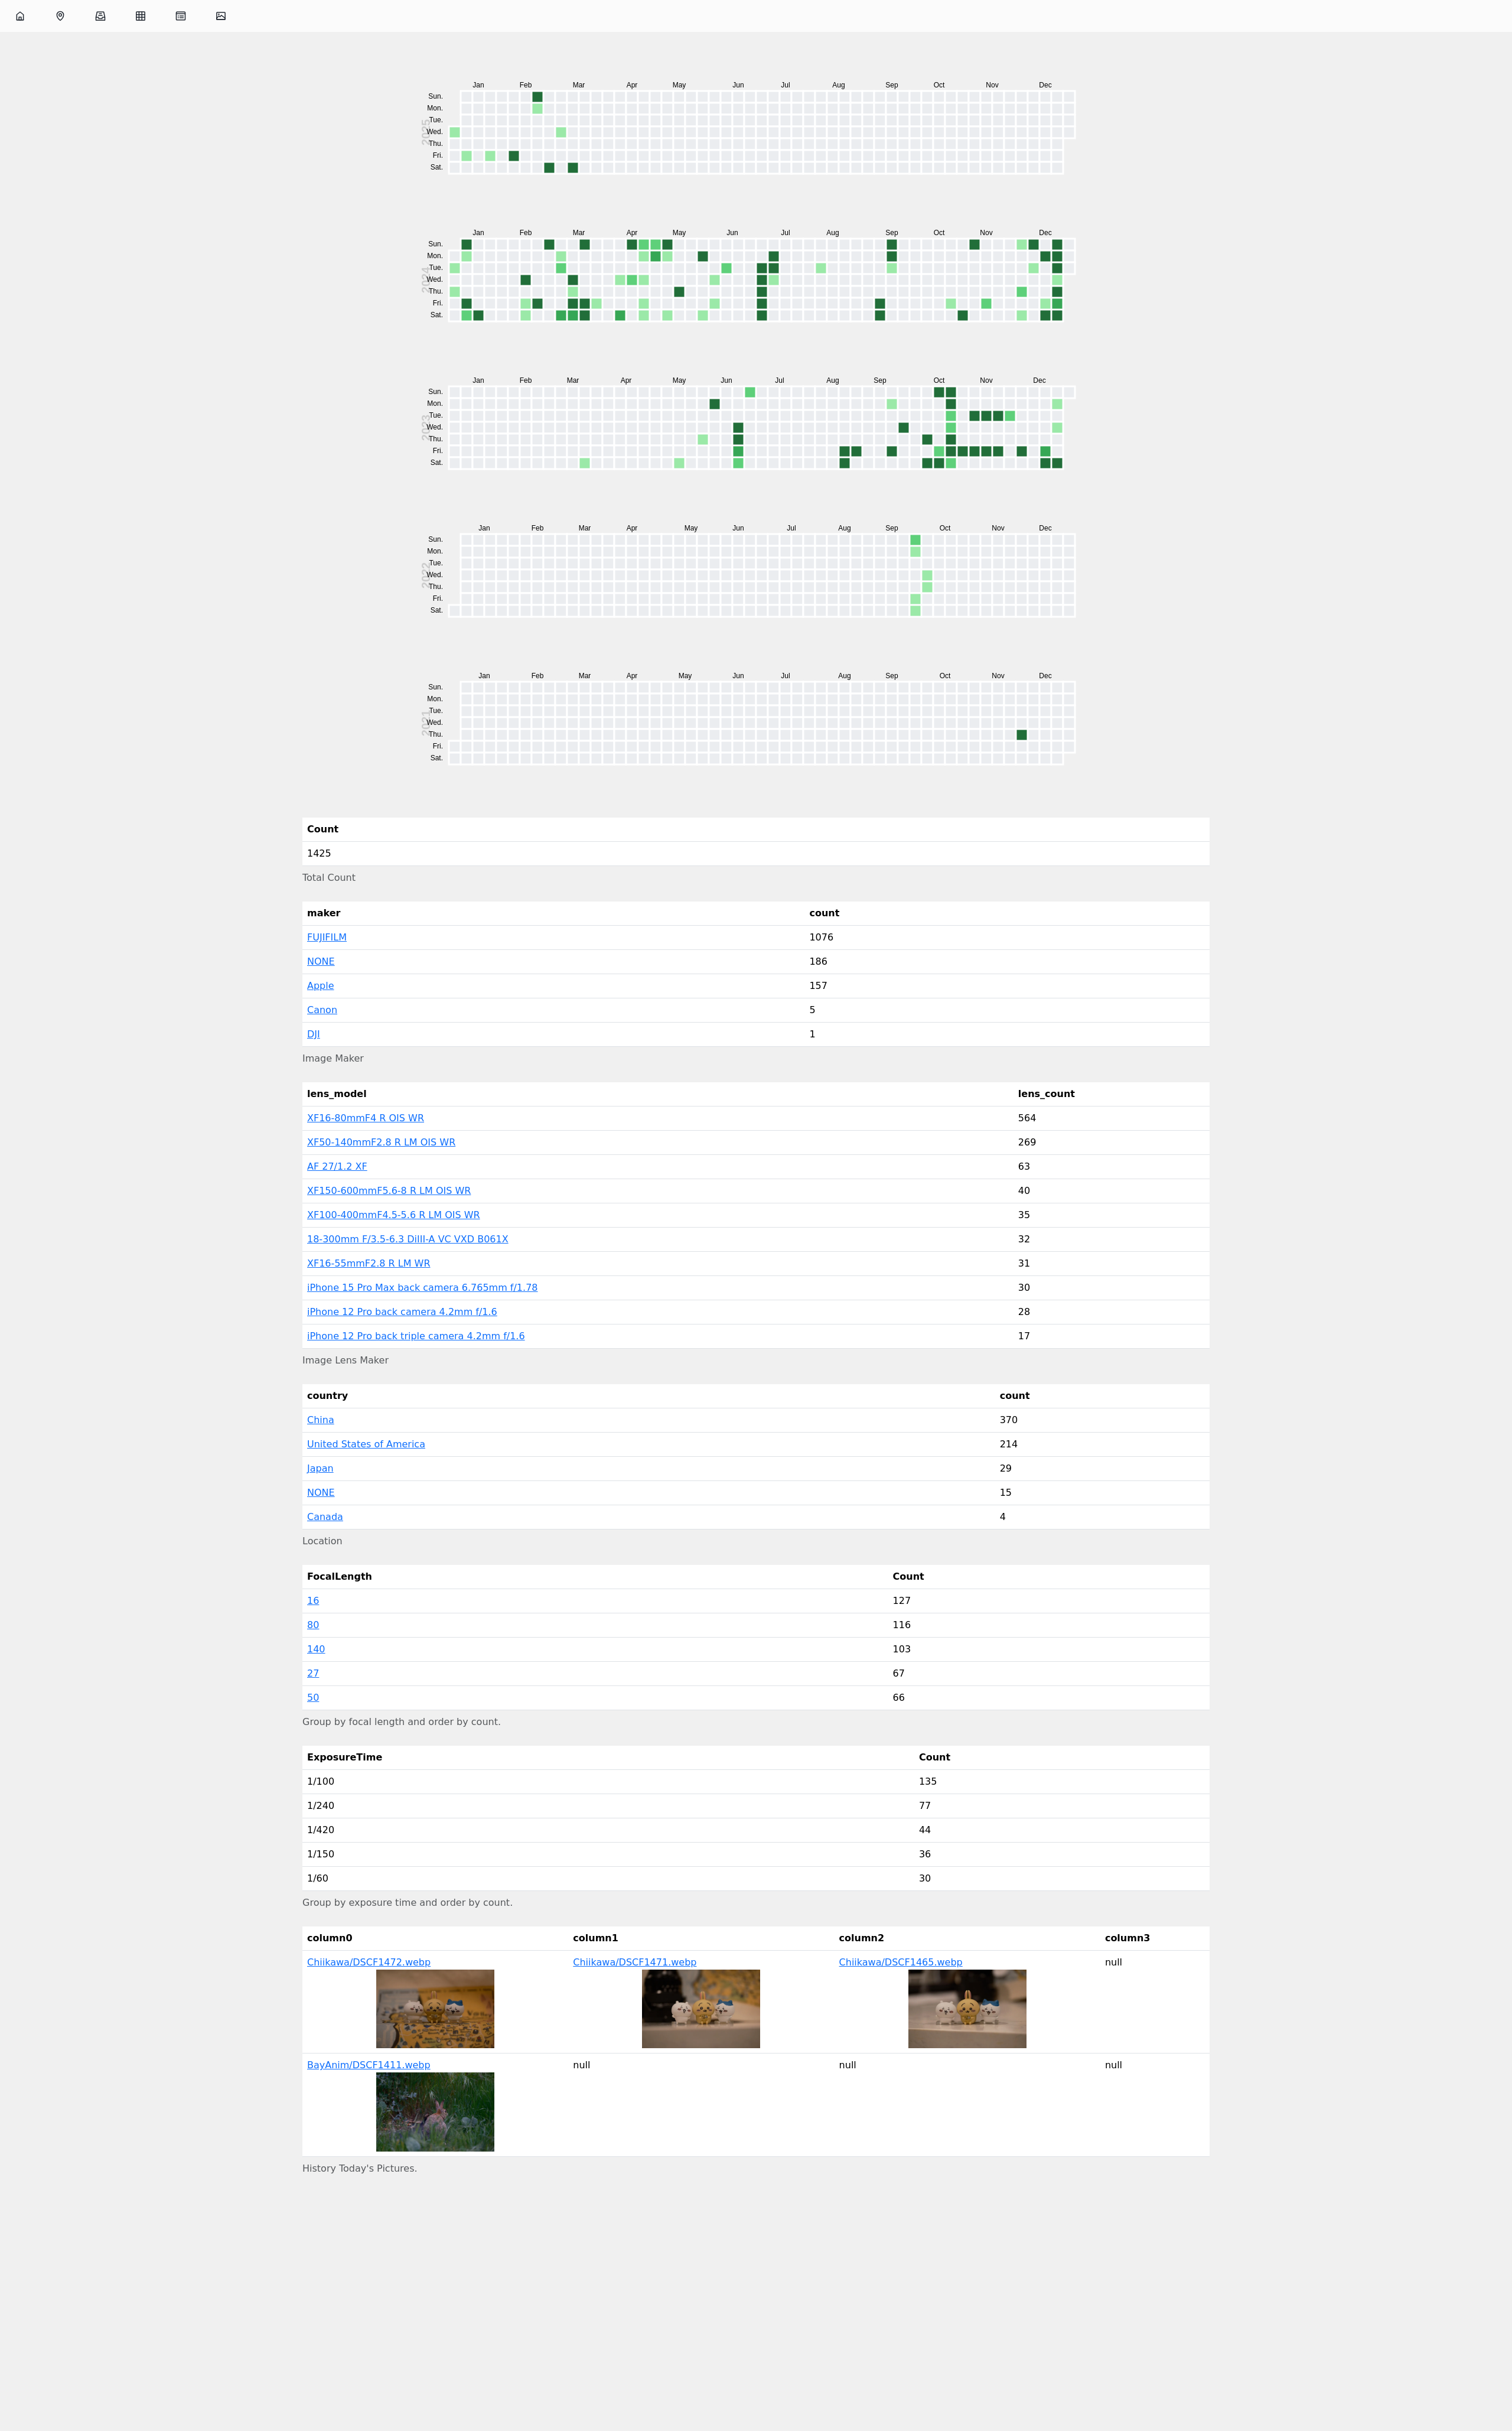 Jan Feb Mar Apr May Jun Jul Aug Sep Oct Nov Dec
2025
Sun.
Mon.
Tue.
Wed.
Thu.
Fri.
Sat.
Jan Feb Mar Apr May Jun Jul Aug Sep Oct Nov Dec
2024
Sun.
Mon.
Tue.
Wed.
Thu.
Fri.
Sat.
Jan Feb Mar Apr May Jun Jul Aug Sep Oct Nov Dec
2023
Sun.
Mon.
Tue.
Wed.
Thu.
Fri.
Sat.
Jan Feb Mar Apr May Jun Jul Aug Sep Oct Nov Dec
2022
Sun.
Mon.
Tue.
Wed.
Thu.
Fri.
Sat.
Jan Feb Mar Apr May Jun Jul Aug Sep Oct Nov Dec
2021
Sun.
Mon.
Tue.
Wed.
Thu.
Fri.
Sat.
Count
1425
Total Count
maker count
FUJIFILM 1076
NONE 186
Apple 157
Canon 5
DJI 1
Image Maker
lens_model lens_count
XF16-80mmF4 R OIS WR 564
XF50-140mmF2.8 R LM OIS WR 269
AF 27/1.2 XF 63
XF150-600mmF5.6-8 R LM OIS WR 40
XF100-400mmF4.5-5.6 R LM OIS WR 35
18-300mm F/3.5-6.3 DiIII-A VC VXD B061X 32
XF16-55mmF2.8 R LM WR 31
iPhone 15 Pro Max back camera 6.765mm f/1.78 30
iPhone 12 Pro back camera 4.2mm f/1.6 28
iPhone 12 Pro back triple camera 4.2mm f/1.6 17
Image Lens Maker
country count
China 370
United States of America 214
Japan 29
NONE 15
Canada 4
Location
FocalLength Count
16 127
80 116
140 103
27 67
50 66
Group by focal length and order by count.
ExposureTime Count
1/100 135
1/240 77
1/420 44
1/150 36
1/60 30
Group by exposure time and order by count.
column0 column1 column2 column3
Chiikawa/DSCF1472.webp Chiikawa/DSCF1471.webp Chiikawa/DSCF1465.webp null
BayAnim/DSCF1411.webp null null null
History Today's Pictures.